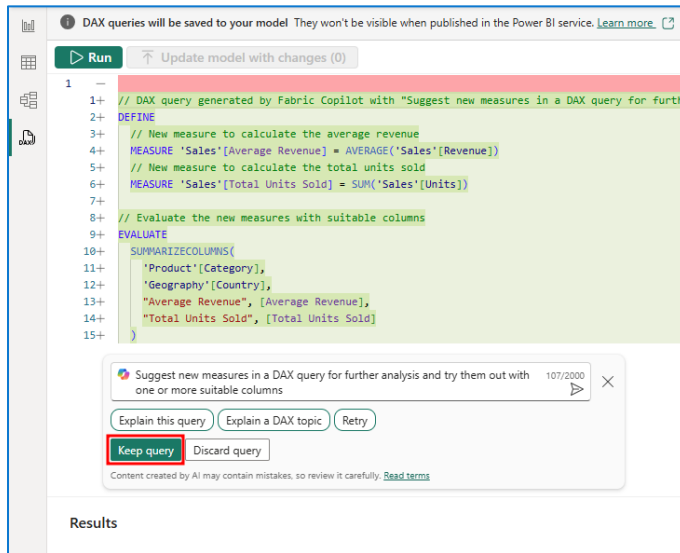 DAX queries will be saved to your model They won't be visible when published in the Power BI service. Learn more
Run Update model with changes (0)
1 —
1+ // DAX query generated by Fabric Copilot with "Suggest new measures in a DAX query for
2+ DEFINE
3+ // New measure to calculate the average revenue
4+ MEASURE 'Sales'[Average Revenue] = AVERAGE('Sales'[Revenue])
5+ // New measure to calculate the total units sold
6+ MEASURE 'Sales'[Total Units Sold] = SUM('Sales'[Units])
7+
8+ // Evaluate the new measures with suitable columns
9+ EVALUATE
10+ SUMMARIZECOLUMNS(
11+ 'Product'[Category],
12+ 'Geography'[Country],
13+ "Average Revenue", [Average Revenue],
14+ "Total Units Sold", [Total Units Sold]
15+ )
Suggest new measures in a DAX query for further analysis and try them out with 107/2000
one or more suitable columns
Explain this query Explain a DAX topic Retry
Keep query Discard query
Content created by AI may contain mistakes, so review it carefully. Read terms
Results
DAX